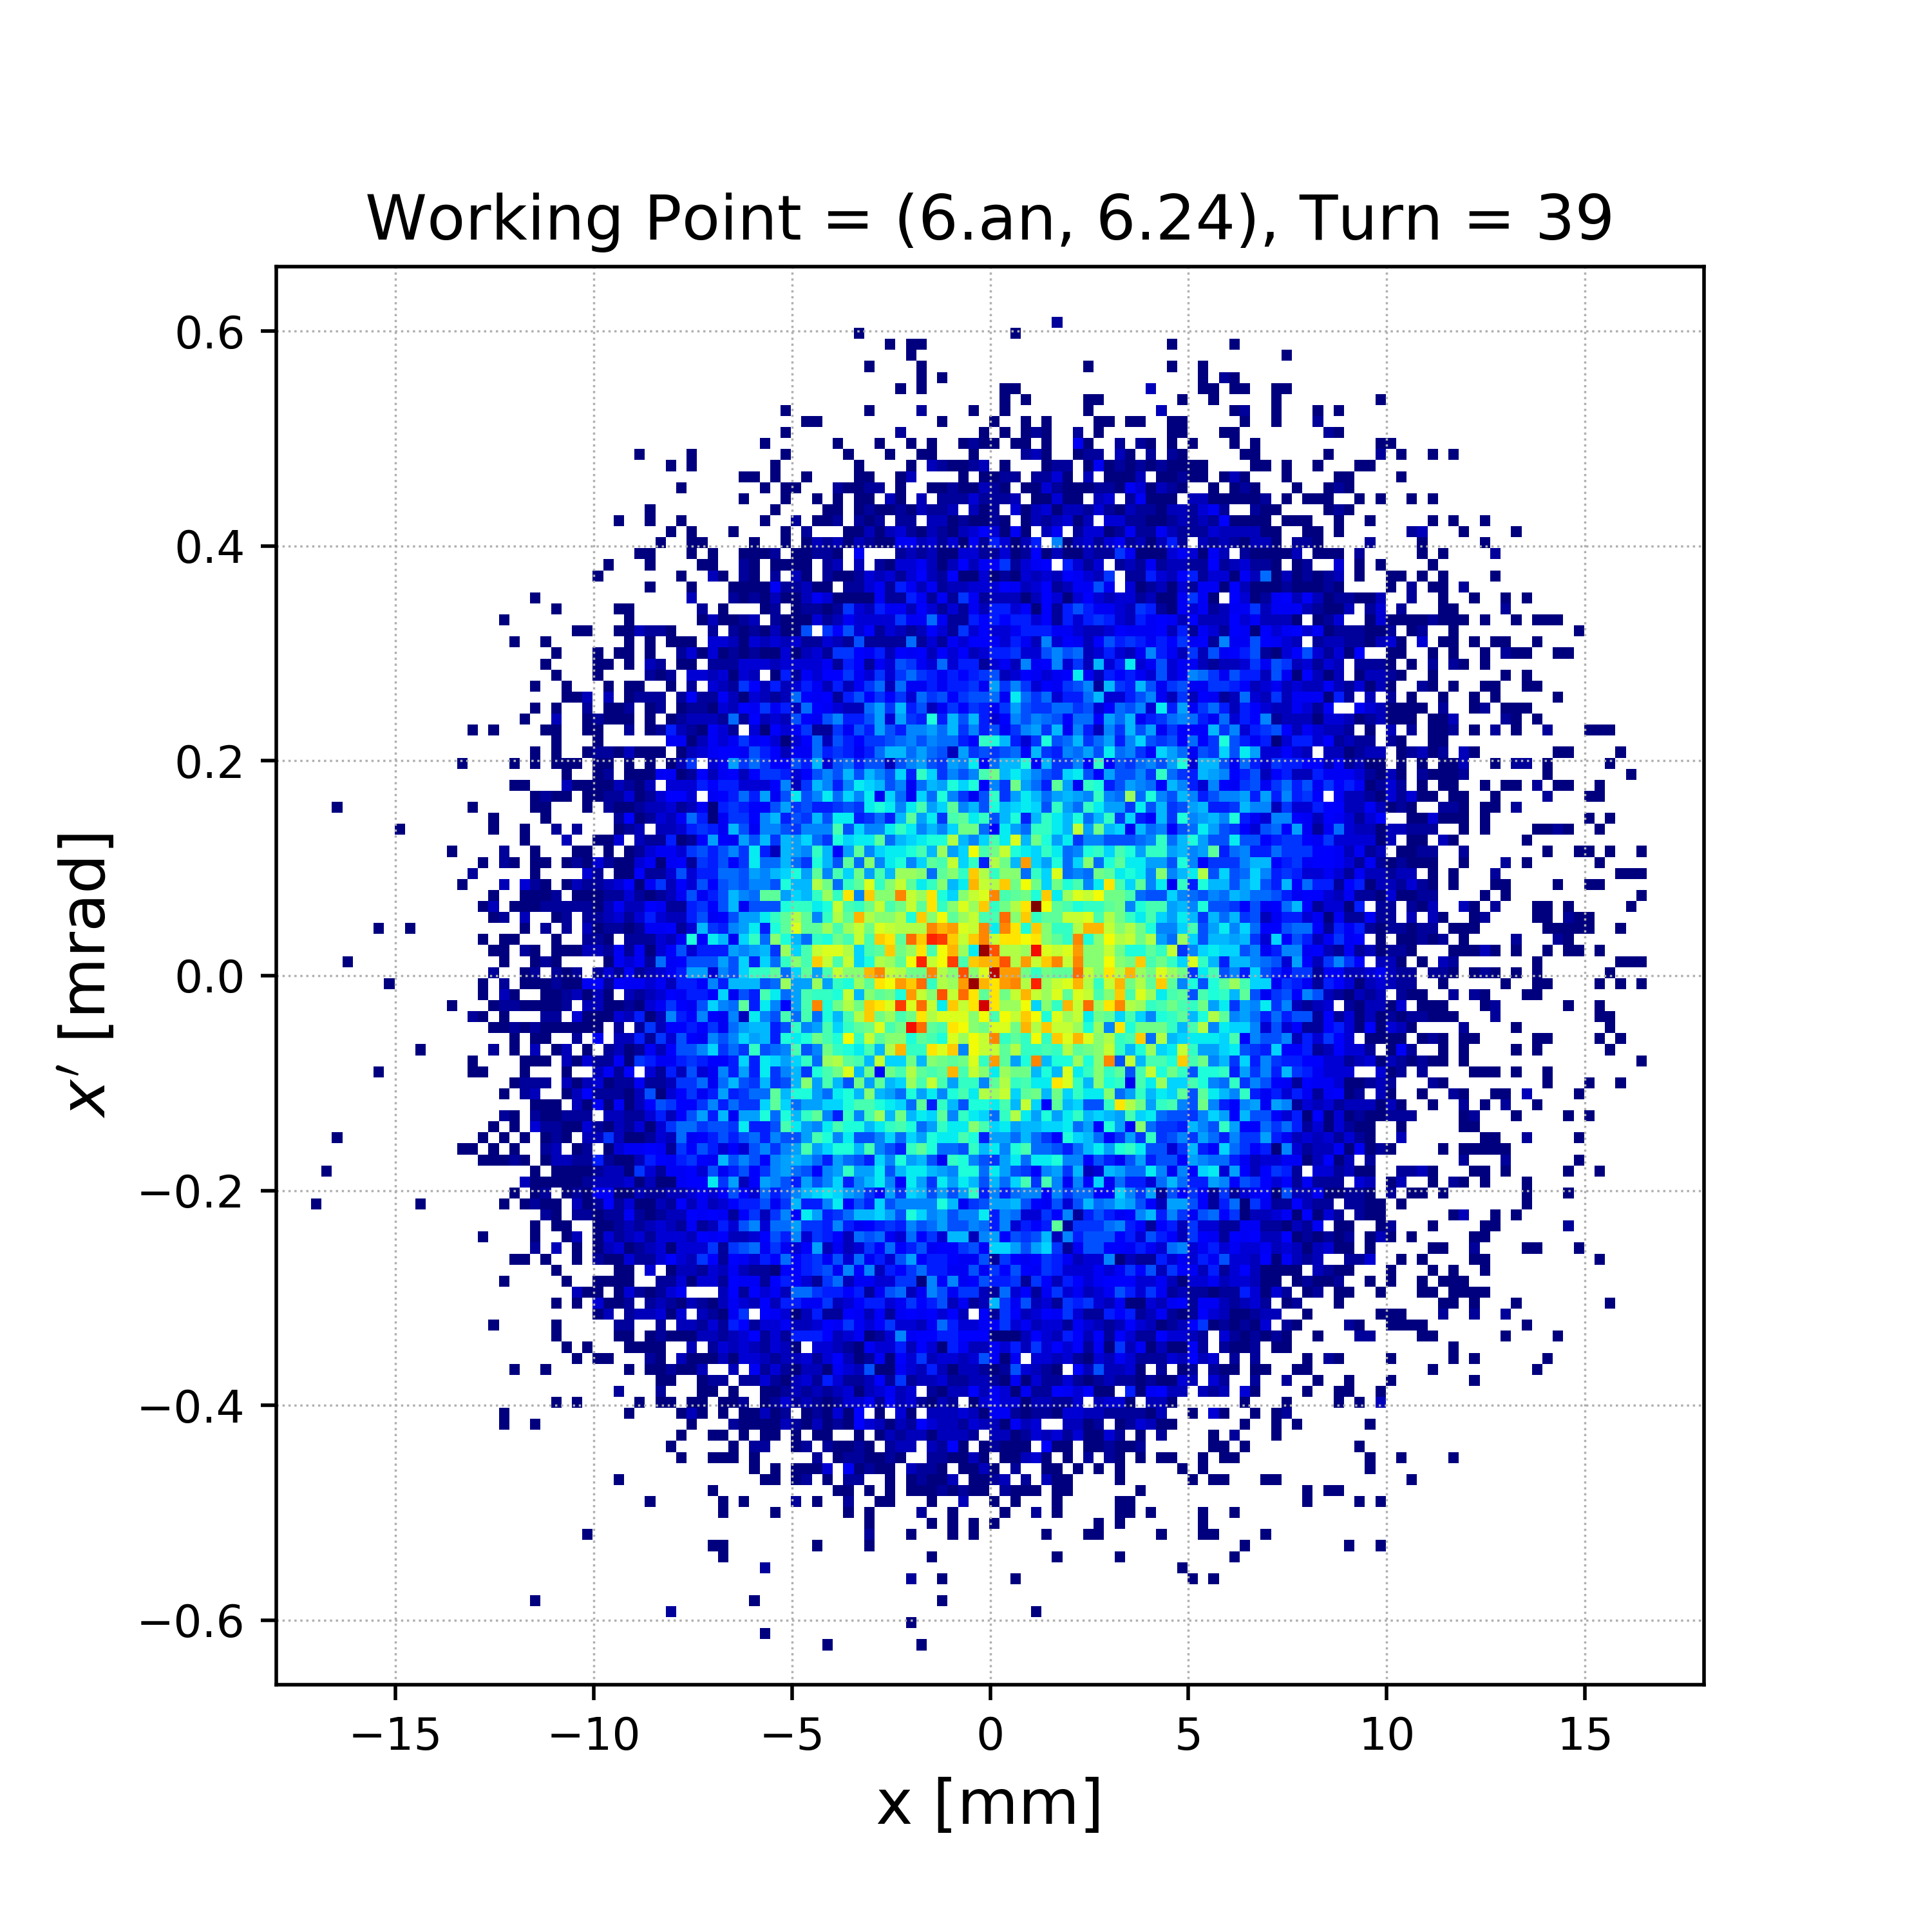 Working Point = (6.an, 6.24), Turn = 39
0.6
0.4
0.2
0.0
−0.2
−0.4
−0.6
x′ [mrad]
−15 −10 −5 0 5 10 15
x [mm]